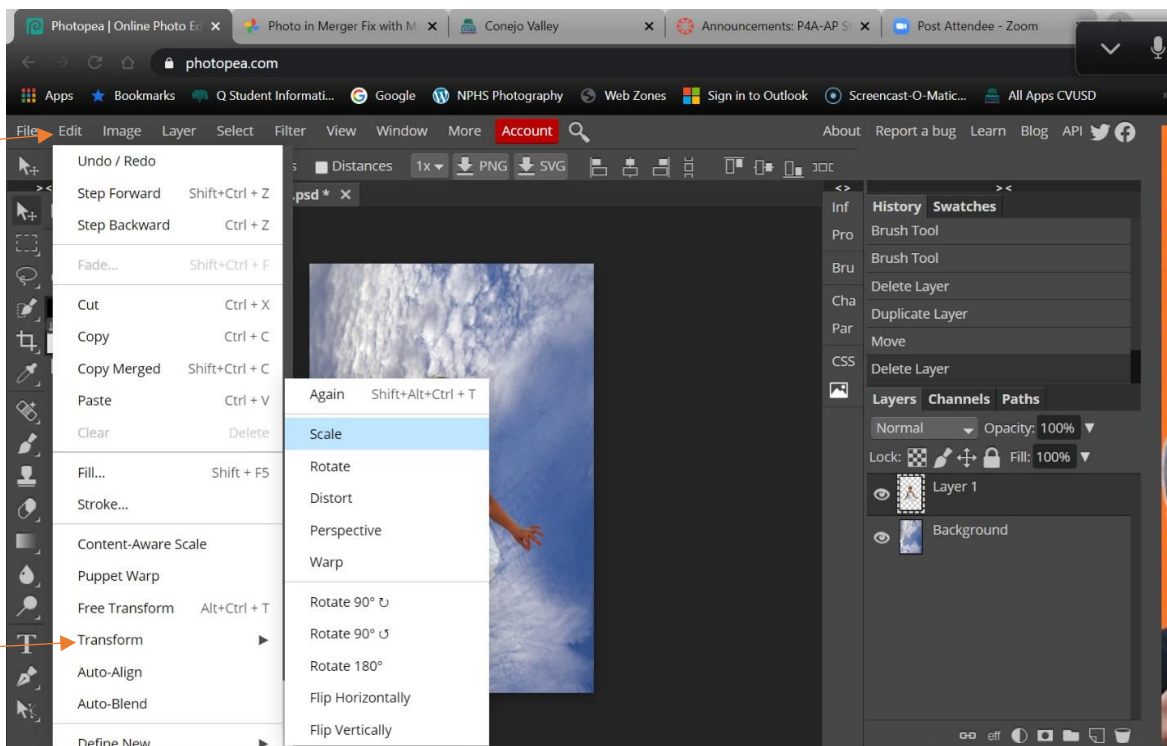 Photopea | Online Photo Ed
Photo in Merger Fix with M
Conejo Valley
Announcements: P4A-AP S
Post Attendee - Zoom
photopea.com
Apps Bookmarks Q Student Informati... Google NPHS Photography Web Zones Sign in to Outlook Screencast-O-Matic... All Apps CVUSD
File Edit Image Layer Select Filter View Window More Account About Report a bug Learn Blog API
Distances 1x PNG SVG
.psd * ×
Undo / Redo
Step Forward Shift+Ctrl + Z
Step Backward Ctrl + Z
Fade... Shift+Ctrl + F
Cut Ctrl + X
Copy Ctrl + C
Copy Merged Shift+Ctrl + C
Paste Ctrl + V
Clear Delete
Fill... Shift + F5
Stroke...
Content-Aware Scale
Puppet Warp
Free Transform Alt+Ctrl + T
Transform
Auto-Align
Auto-Blend
Define New
Again Shift+Alt+Ctrl + T
Scale
Rotate
Distort
Perspective
Warp
Rotate 90° ↻
Rotate 90° ↺
Rotate 180°
Flip Horizontally
Flip Vertically
Inf
Pro
Bru
Cha
Par
CSS
History Swatches
Brush Tool
Brush Tool
Delete Layer
Duplicate Layer
Move
Delete Layer
Layers Channels Paths
Normal Opacity: 100%
Lock: Fill: 100%
Layer 1
Background
eff